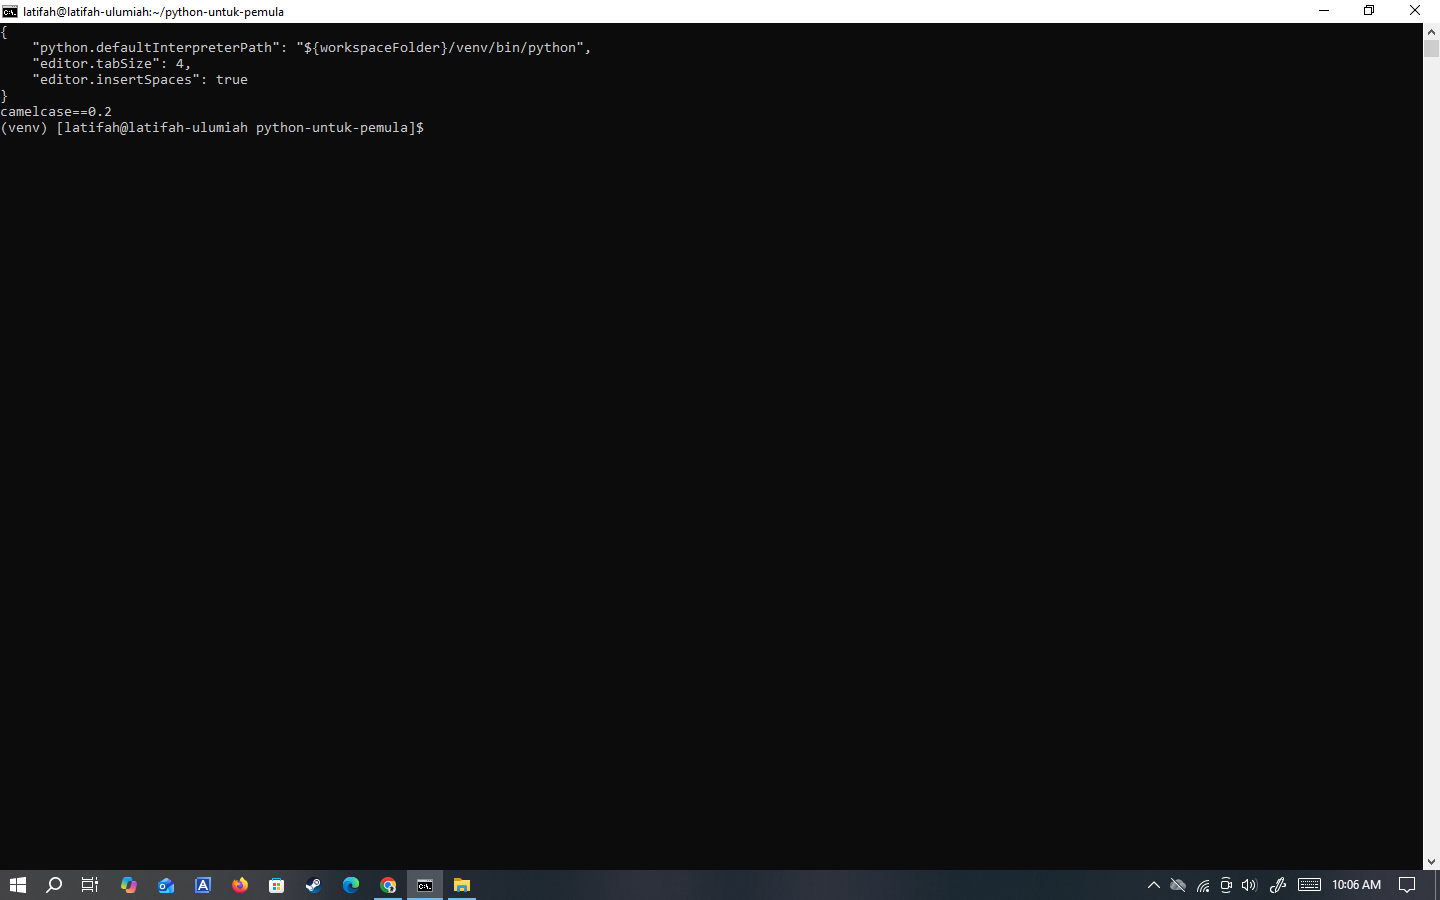 latifah@latifah-ulumiah:~/python-untuk-pemula
{
    "python.defaultInterpreterPath": "${workspaceFolder}/venv/bin/python",
    "editor.tabSize": 4,
    "editor.insertSpaces": true
}
camelcase==0.2
(venv) [latifah@latifah-ulumiah python-untuk-pemula]$
10:06 AM